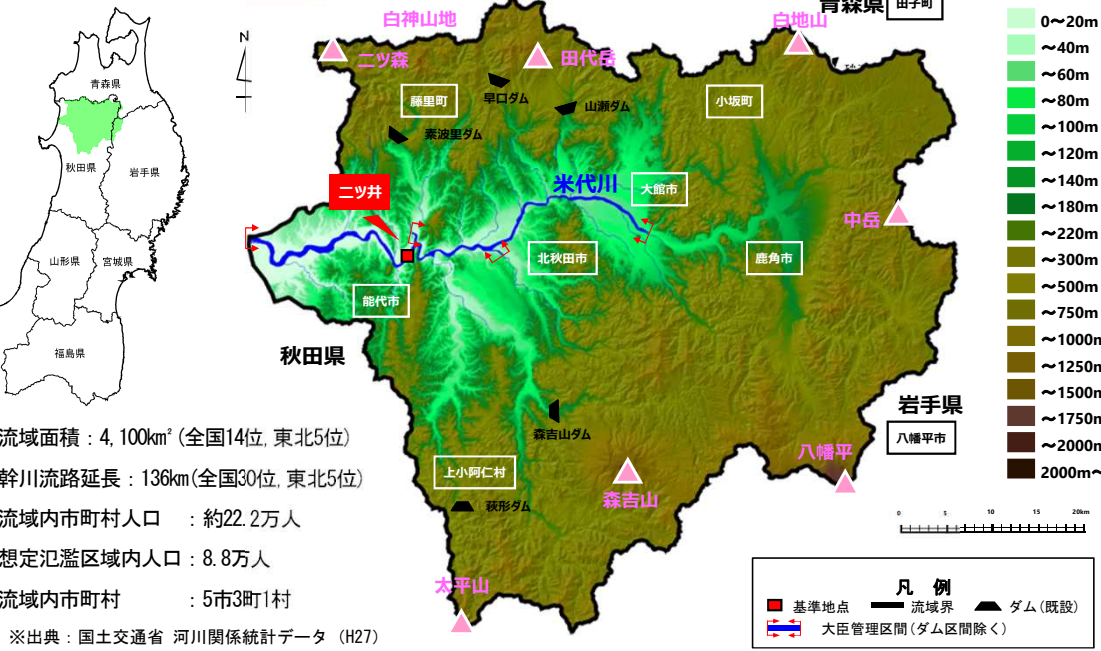 青森県
田子町
白神山地
白地山
二ツ森
田代岳
N
青森県
秋田県
岩手県
山形県
宮城県
福島県
藤里町
早口ダム
山瀬ダム
小坂町
素波里ダム
二ツ井
米代川
大館市
中岳
北秋田市
鹿角市
能代市
秋田県
岩手県
八幡平市
森吉山ダム
八幡平
上小阿仁村
森吉山
萩形ダム
太平山
0～20m
～40m
～60m
～80m
～100m
～120m
～140m
～180m
～220m
～300m
～500m
～750m
～1000m
～1250m
～1500m
～1750m
～2000m
2000m～
0 5 10 15 20km
流域面積：4,100km²(全国14位, 東北5位)
幹川流路延長：136km(全国30位, 東北5位)
流域内市町村人口 ：約22.2万人
想定氾濫区域内人口：8.8万人
流域内市町村 ：5市3町1村
※出典：国土交通省 河川関係統計データ（H27）
凡 例
基準地点 流域界 ダム(既設)
大臣管理区間(ダム区間除く)